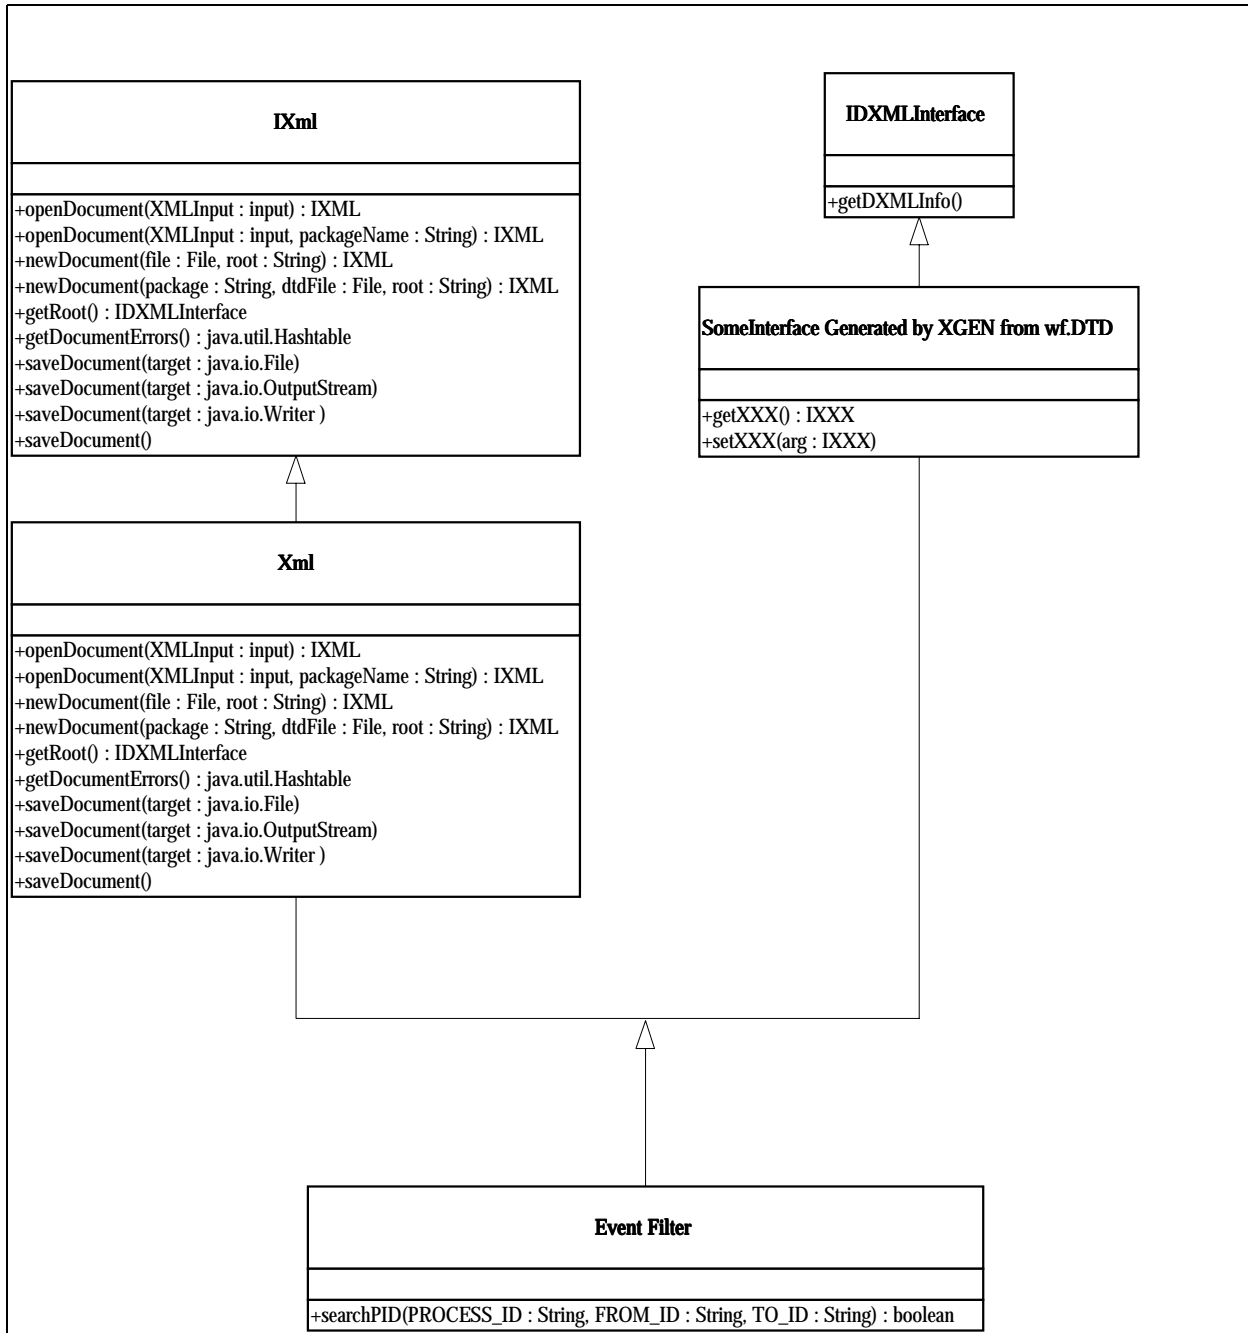 IXml
+openDocument(XMLInput : input) : IXML
+openDocument(XMLInput : input, packageName : String) : IXML
+newDocument(file : File, root : String) : IXML
+newDocument(package : String, dtdFile : File, root : String) : IXML
+getRoot() : IDXMLInterface
+getDocumentErrors() : java.util.Hashtable
+saveDocument(target : java.io.File)
+saveDocument(target : java.io.OutputStream)
+saveDocument(target : java.io.Writer )
+saveDocument()
IDXMLInterface
+getDXMLInfo()
SomeInterface Generated by XGEN from wf.DTD
+getXXX() : IXXX
+setXXX(arg : IXXX)
Xml
+openDocument(XMLInput : input) : IXML
+openDocument(XMLInput : input, packageName : String) : IXML
+newDocument(file : File, root : String) : IXML
+newDocument(package : String, dtdFile : File, root : String) : IXML
+getRoot() : IDXMLInterface
+getDocumentErrors() : java.util.Hashtable
+saveDocument(target : java.io.File)
+saveDocument(target : java.io.OutputStream)
+saveDocument(target : java.io.Writer )
+saveDocument()
Event Filter
+searchPID(PROCESS_ID : String, FROM_ID : String, TO_ID : String) : boolean